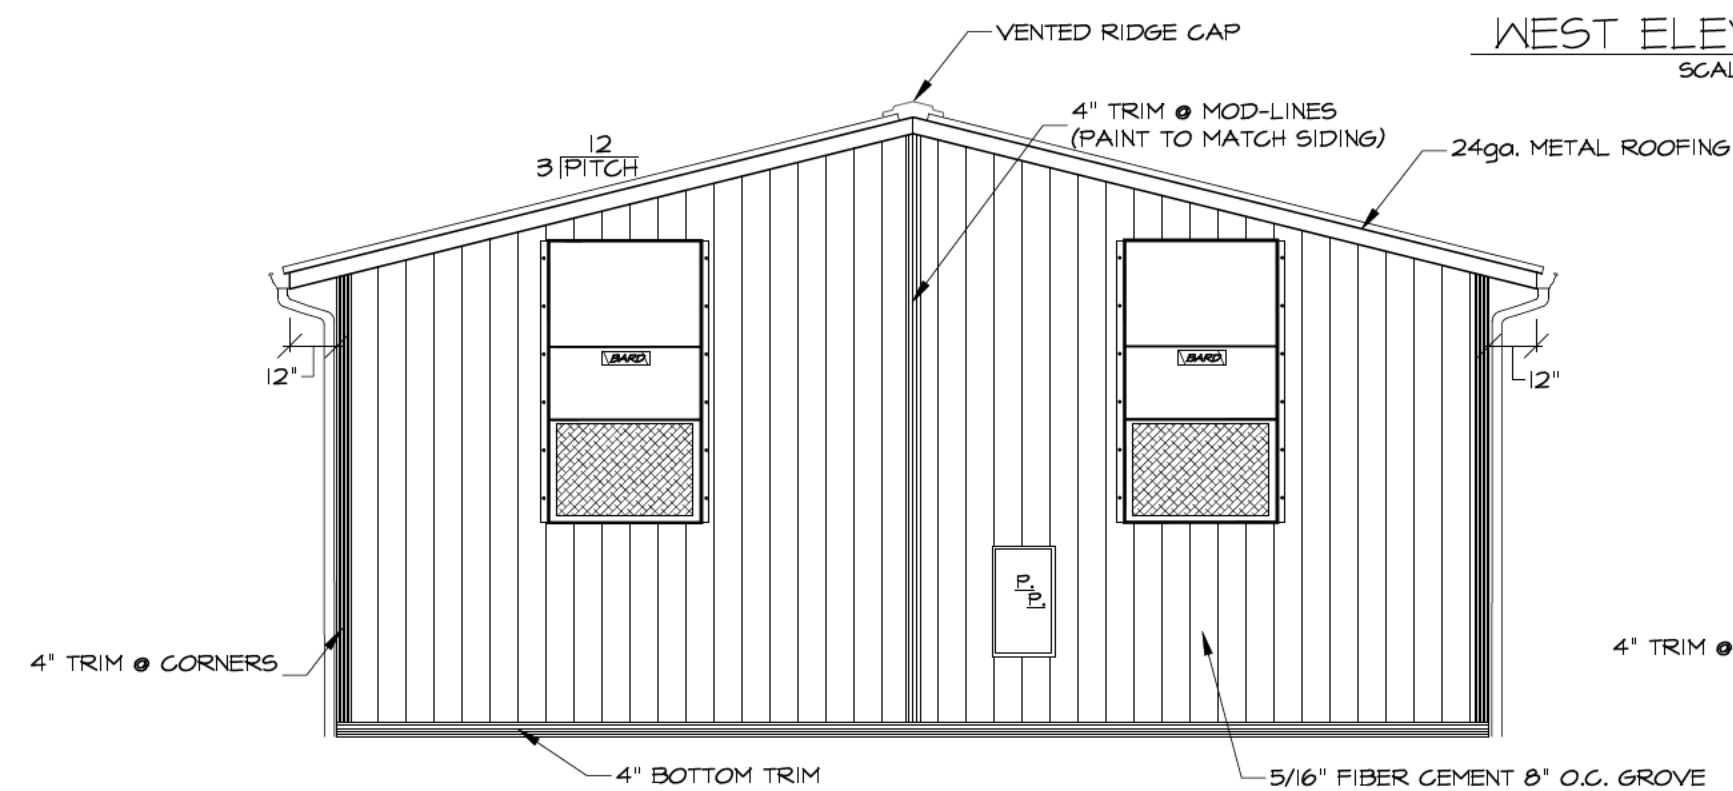 VENTED RIDGE CAP
WEST ELE
SCAL
4" TRIM @ MOD-LINES
(PAINT TO MATCH SIDING)
12
3 PITCH
24ga. METAL ROOFING
BARD
BARD
12"
12"
P.
P.
4" TRIM @ CORNERS
4" TRIM @
4" BOTTOM TRIM
5/16" FIBER CEMENT 8" O.C. GROVE